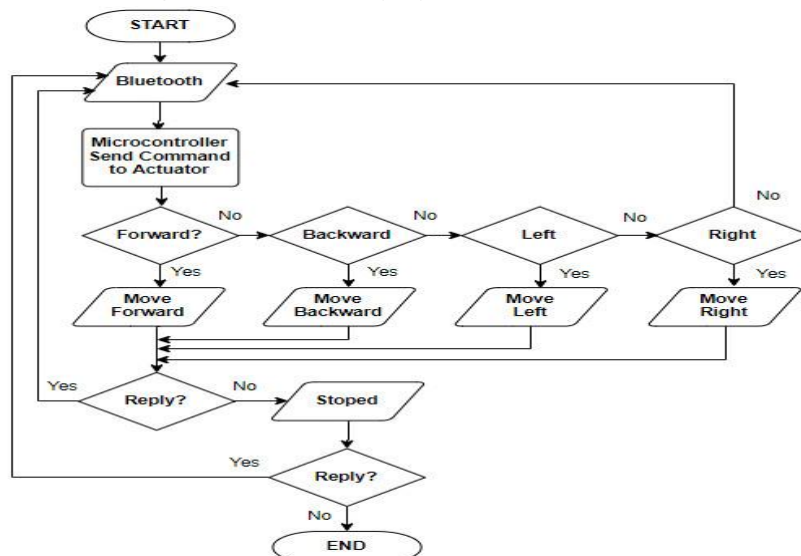 START
Bluetooth
Microcontroller
Send Command
to Actuator
No
Forward?
No
Backward
No
Left
No
Right
Yes
Yes
Yes
Yes
Move
Forward
Move
Backward
Move
Left
Move
Right
Yes
Reply?
No
Stoped
Yes
Reply?
No
END